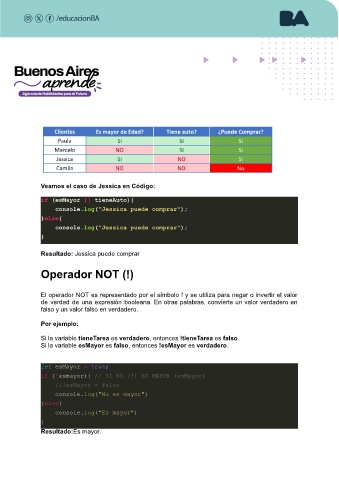 /educacionBA
BA
Buenos Aires
aprende
Agencia de Habilidades para el Futuro
Clientes Es mayor de Edad? Tiene auto? ¿Puede Comprar?
Paula SI SI SI
Marcelo NO SI SI
Jessica SI NO SI
Camila NO NO No
Veamos el caso de Jessica en Código:
if (esMayor || tieneAuto){
console.log("Jessica puede comprar");
}else{
console.log("Jessica puede comprar");
}
Resultado: Jessica puede comprar
Operador NOT (!)
El operador NOT es representado por el símbolo ! y se utiliza para negar o invertir el valor
de verdad de una expresión booleana. En otras palabras, convierte un valor verdadero en
falso y un valor falso en verdadero.
Por ejemplo:
Si la variable tieneTarea es verdadero, entonces !tieneTarea es falso.
Si la variable esMayor es falso, entonces !esMayor es verdadero.
let esMayor = true;
if (!esmayor){ // SI NO (!) ES MAYOR (esMayor)
//!esMayor = false
console.log("No es mayor")
}else{
console.log("Es mayor")
}
Resultado:Es mayor.